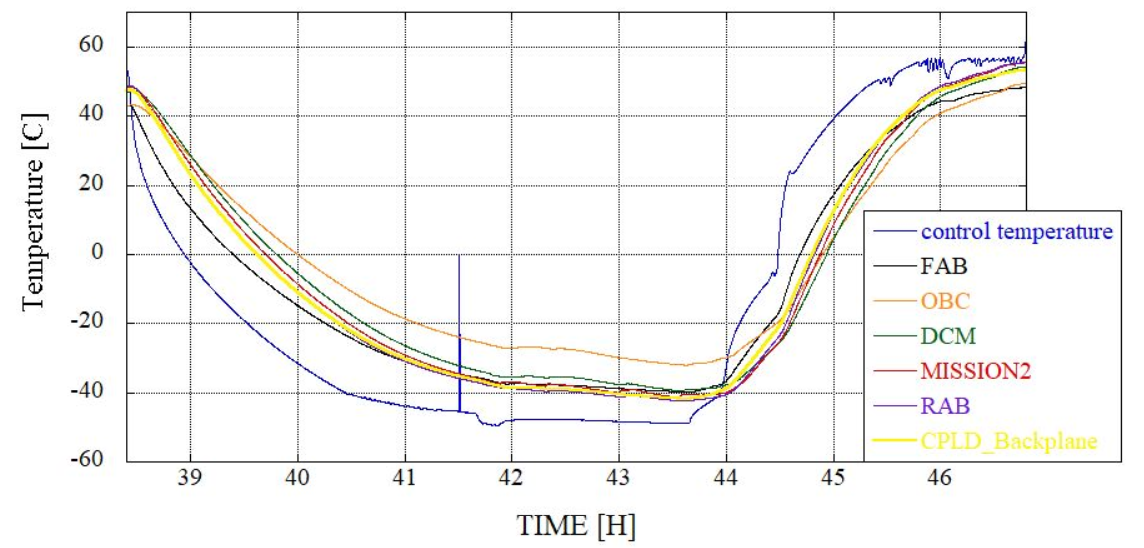 60
40
20
0
-20
-40
-60
Temperature [C]
39 40 41 42 43 44 45 46
TIME [H]
control temperature
FAB
OBC
DCM
MISSION2
RAB
CPLD_Backplane